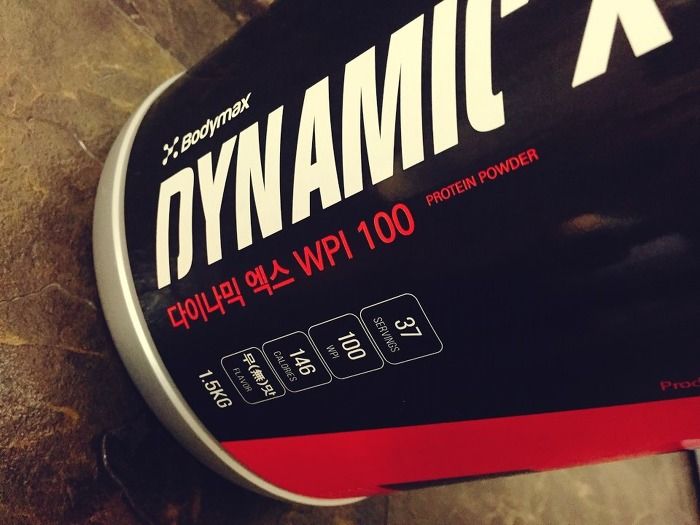 Bodymax
DYNAMIC X
다이나믹 엑스 WPI 100
PROTEIN POWDER
1.5KG
무(無)맛
FLAVOR
146
CALORIES
100
WPI
37
SERVINGS